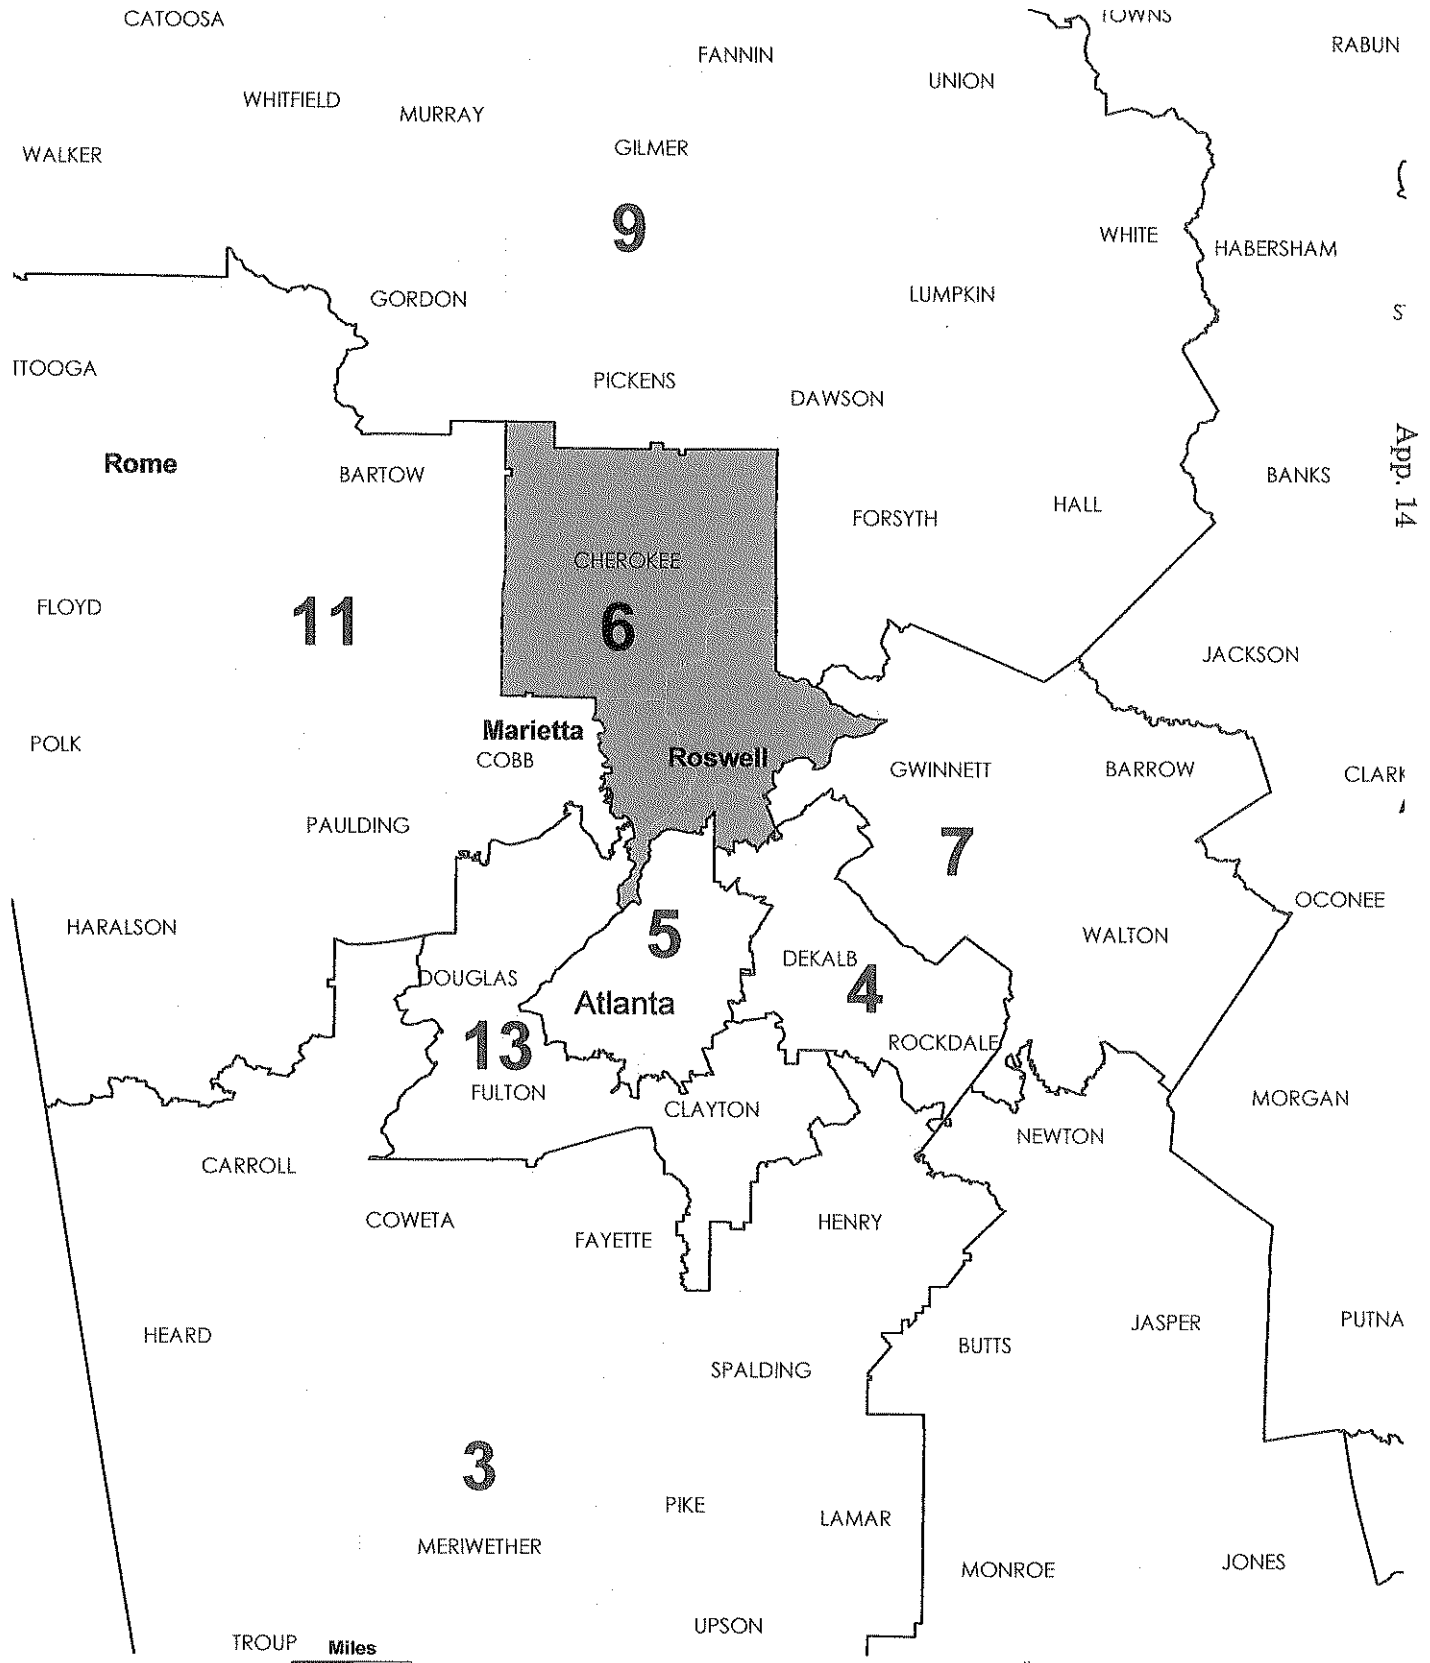 CATOOSA
TOWNS
FANNIN
RABUN
UNION
WHITFIELD
MURRAY
WALKER
GILMER
9
WHITE
HABERSHAM
GORDON
LUMPKIN
S
ITOOGA
PICKENS
DAWSON
Rome
BARTOW
BANKS
App. 14
HALL
FORSYTH
CHEROKEE
FLOYD
11
6
JACKSON
Marietta
POLK
COBB
Roswell
GWINNETT
BARROW
CLARK
PAULDING
7
OCONEE
HARALSON
5
WALTON
DEKALB
DOUGLAS
4
Atlanta
13
ROCKDALE
FULTON
CLAYTON
MORGAN
NEWTON
CARROLL
COWETA
FAYETTE
HENRY
HEARD
JASPER
PUTNA
BUTTS
SPALDING
3
PIKE
LAMAR
MERIWETHER
MONROE
JONES
UPSON
TROUP
Miles